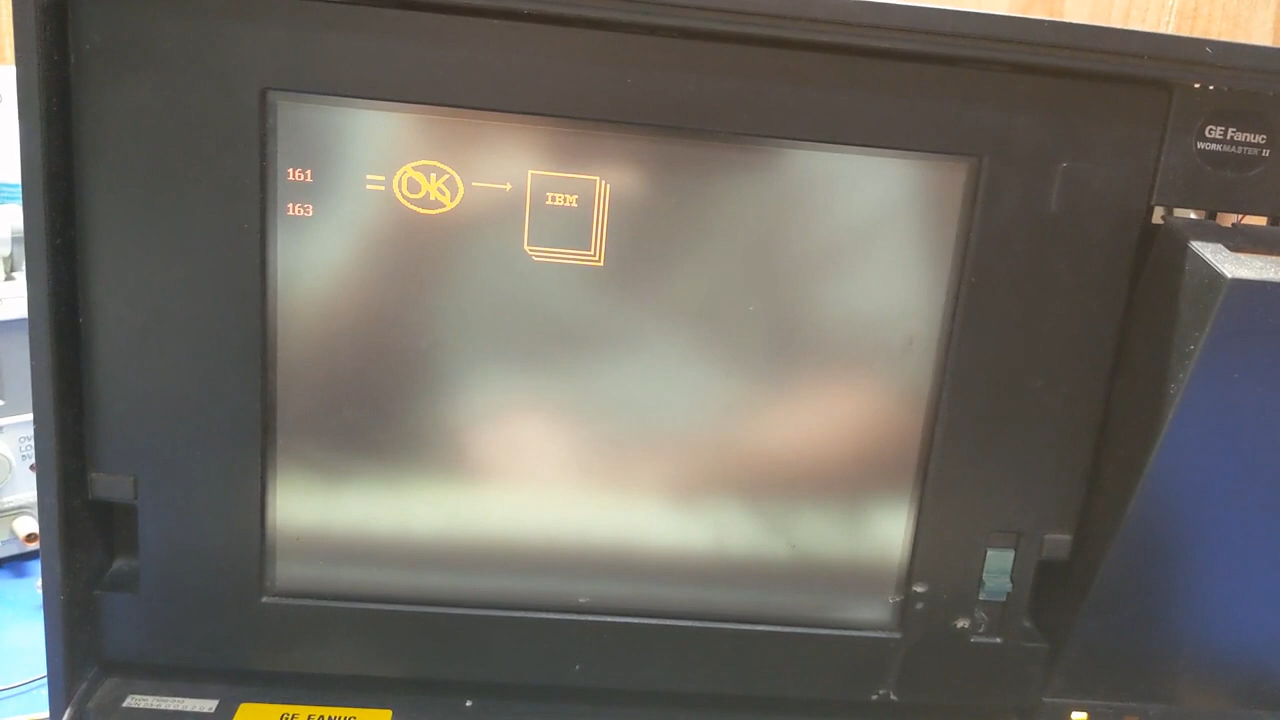 161
163
= OK → IBM
GE Fanuc
WORKMASTER II
GE FANUC